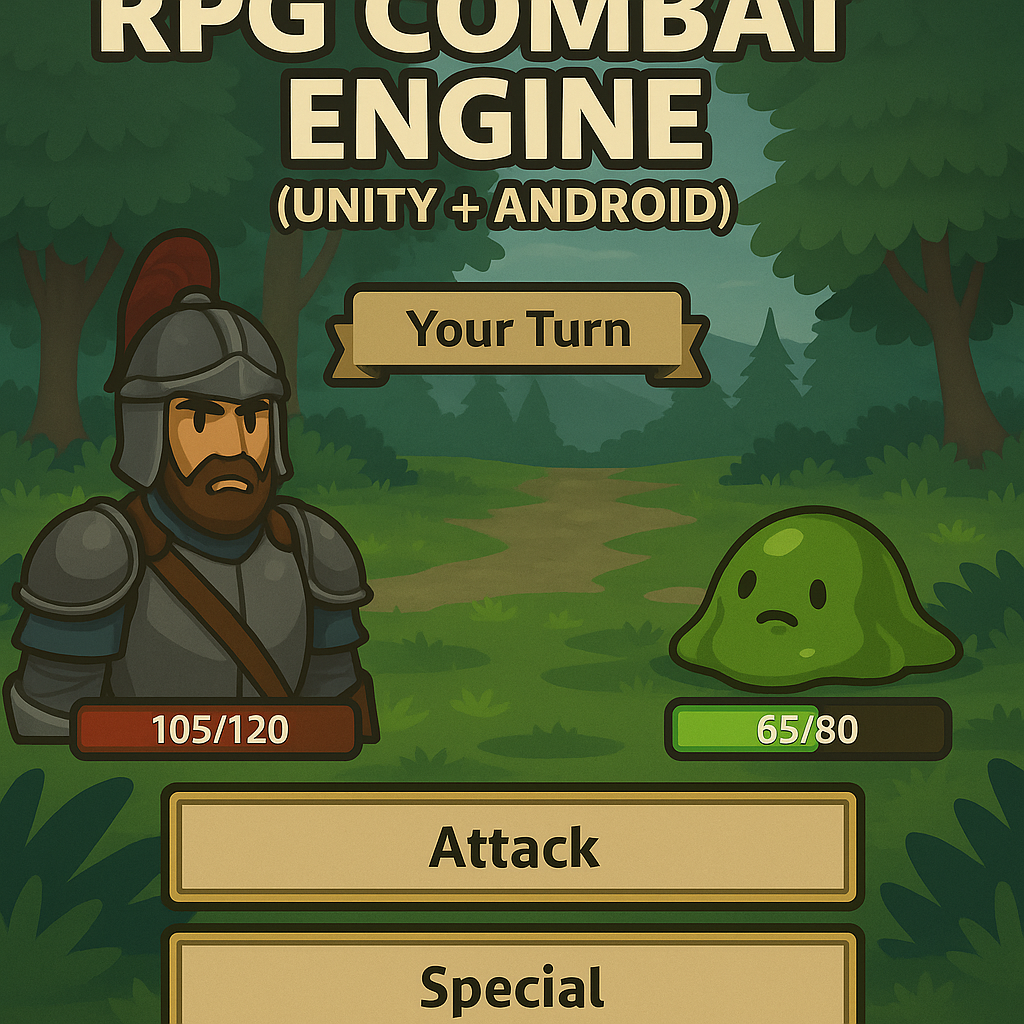 RPG COMBAT
ENGINE
(UNITY + ANDROID)
Your Turn
105/120
65/80
Attack
Special